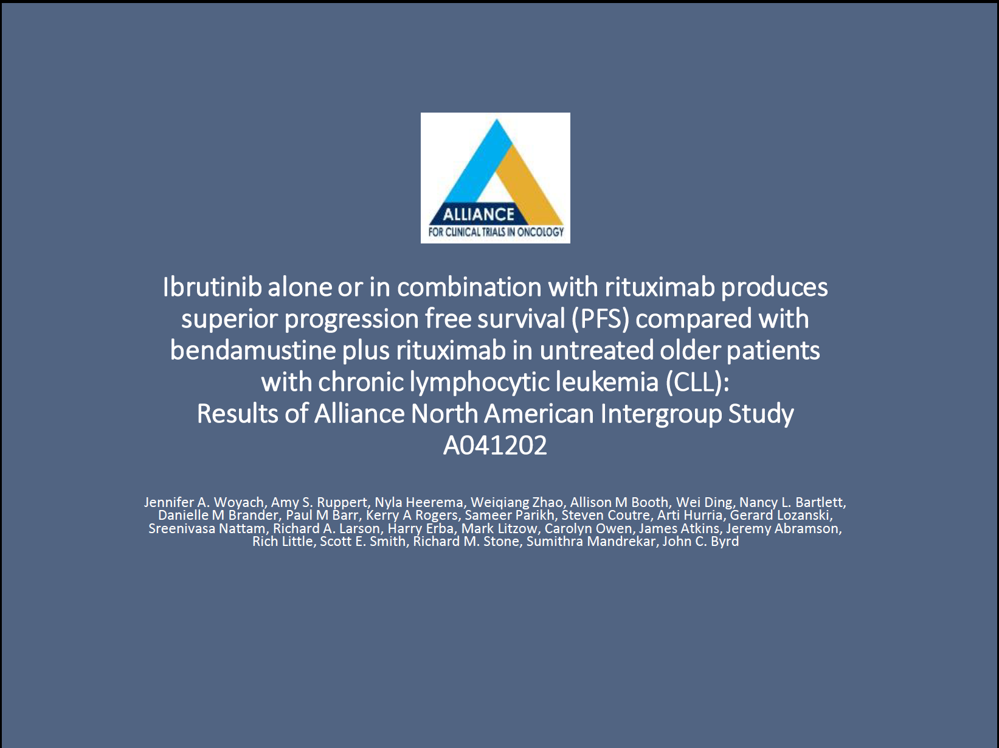 ALLIANCE
FOR CLINICAL TRIALS IN ONCOLOGY
Ibrutinib alone or in combination with rituximab produces
superior progression free survival (PFS) compared with
bendamustine plus rituximab in untreated older patients
with chronic lymphocytic leukemia (CLL):
Results of Alliance North American Intergroup Study
A041202
Jennifer A. Woyach, Amy S. Ruppert, Nyla Heerema, Weiqiang Zhao, Allison M Booth, Wei Ding, Nancy L. Bartlett,
Danielle M Brander, Paul M Barr, Kerry A Rogers, Sameer Parikh, Steven Coutre, Arti Hurria, Gerard Lozanski,
Sreenivasa Nattam, Richard A. Larson, Harry Erba, Mark Litzow, Carolyn Owen, James Atkins, Jeremy Abramson,
Rich Little, Scott E. Smith, Richard M. Stone, Sumithra Mandrekar, John C. Byrd